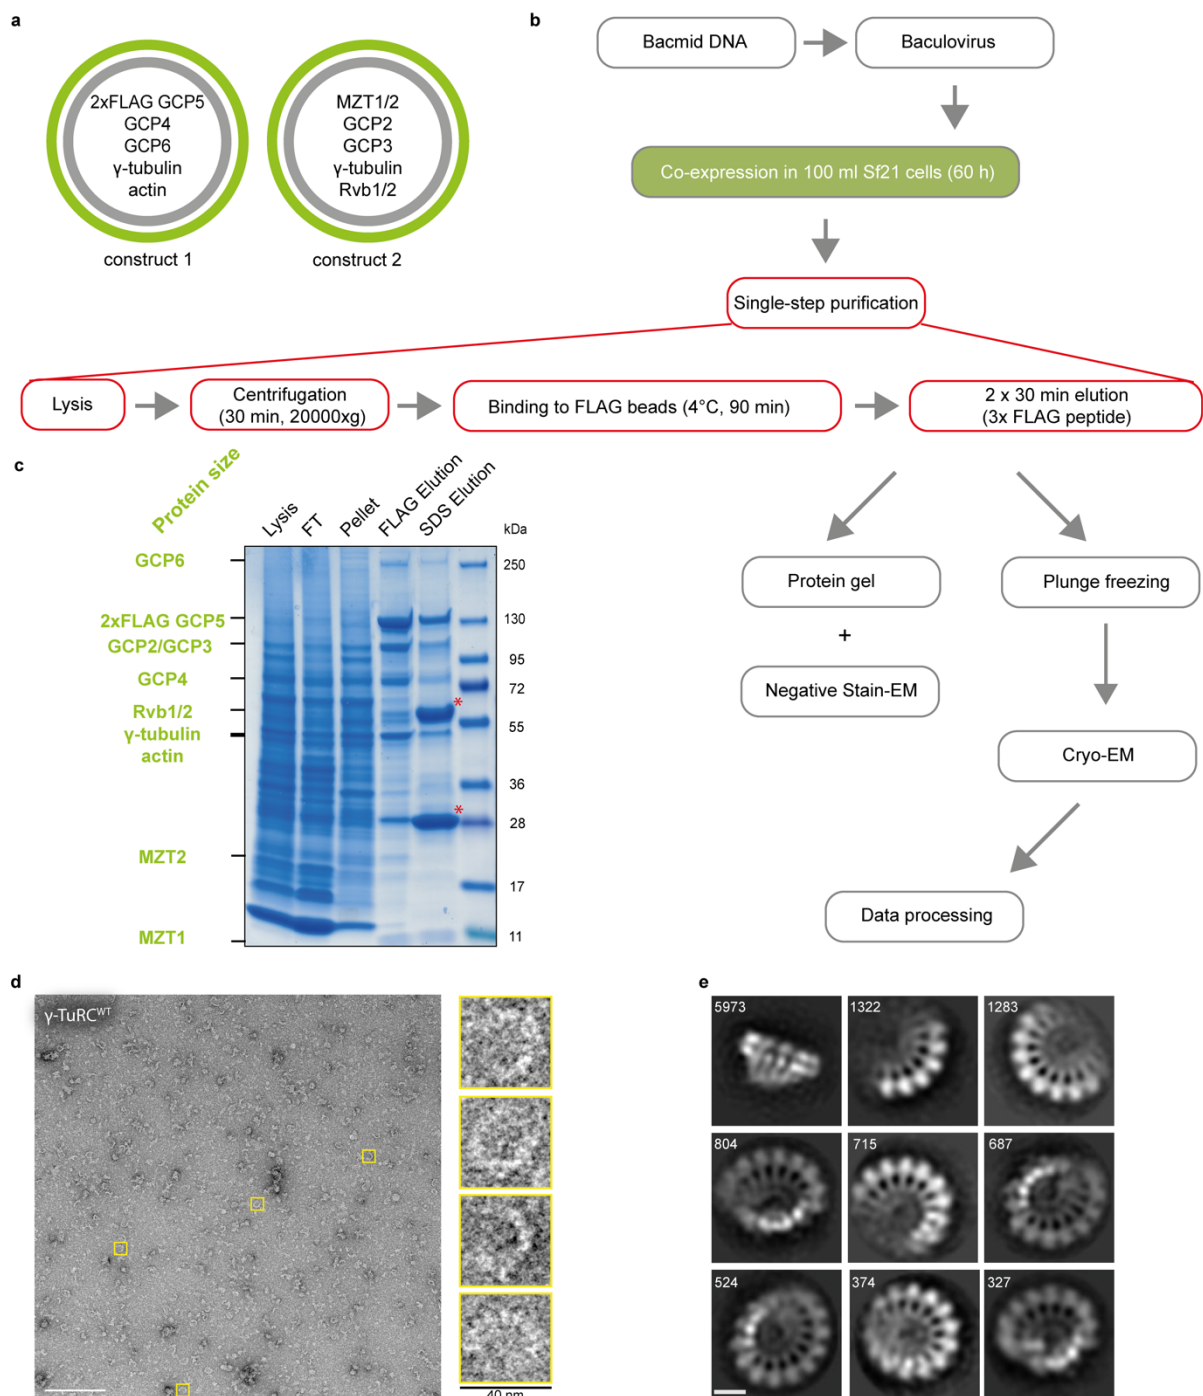 a
2xFLAG GCP5
GCP4
GCP6
γ-tubulin
actin
construct 1
MZT1/2
GCP2
GCP3
γ-tubulin
Rvb1/2
construct 2
b
Bacmid DNA
Baculovirus
Co-expression in 100 ml Sf21 cells (60 h)
Single-step purification
Lysis
Centrifugation
(30 min, 20000xg)
Binding to FLAG beads (4°C, 90 min)
2 x 30 min elution
(3x FLAG peptide)
Protein gel
+
Negative Stain-EM
Plunge freezing
Cryo-EM
Data processing
c
Protein size
Lysis
FT
Pellet
FLAG Elution
SDS Elution
kDa
GCP6
2xFLAG GCP5
GCP2/GCP3
GCP4
Rvb1/2
γ-tubulin
actin
MZT2
MZT1
250
130
95
72
55
36
28
17
11
*
*
d
γ-TuRCWT
40 nm
e
5973
1322
1283
804
715
687
524
374
327